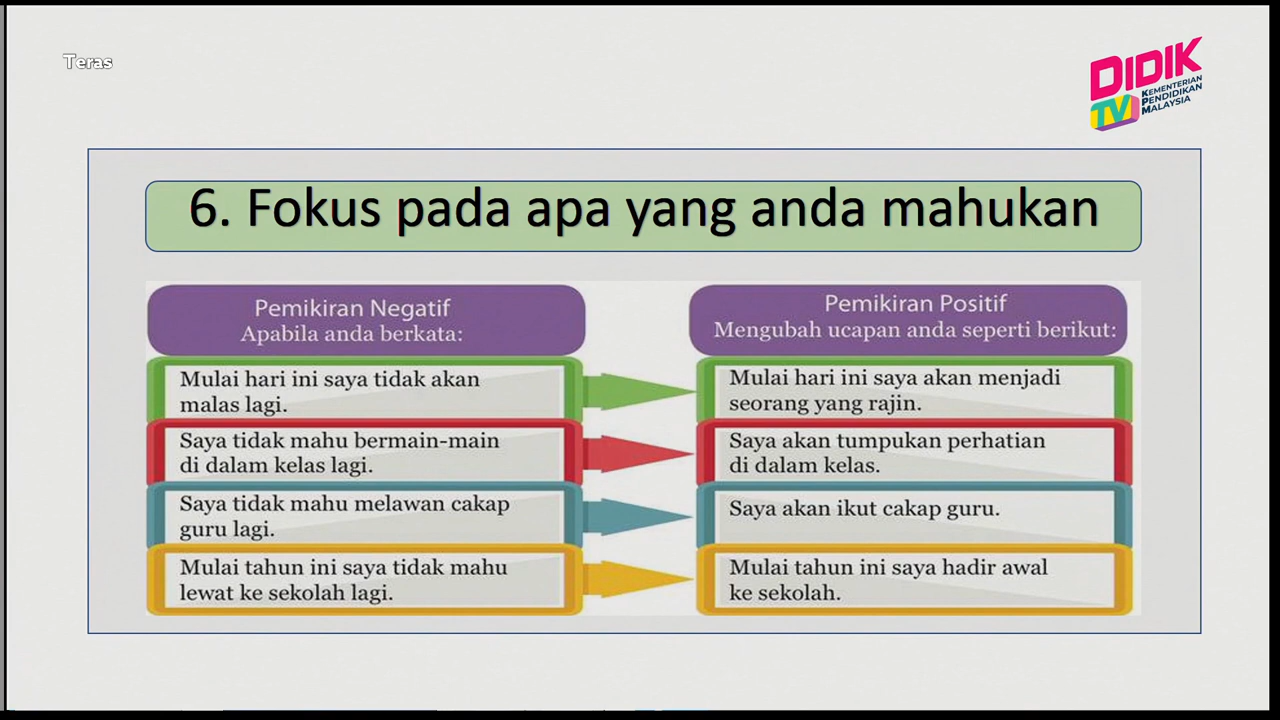 Teras
DIDIK
TV
KEMENTERIAN
PENDIDIKAN
MALAYSIA
6. Fokus pada apa yang anda mahukan
Pemikiran Negatif
Apabila anda berkata:
Pemikiran Positif
Mengubah ucapan anda seperti berikut:
Mulai hari ini saya tidak akan
malas lagi.
Mulai hari ini saya akan menjadi
seorang yang rajin.
Saya tidak mahu bermain-main
di dalam kelas lagi.
Saya akan tumpukan perhatian
di dalam kelas.
Saya tidak mahu melawan cakap
guru lagi.
Saya akan ikut cakap guru.
Mulai tahun ini saya tidak mahu
lewat ke sekolah lagi.
Mulai tahun ini saya hadir awal
ke sekolah.